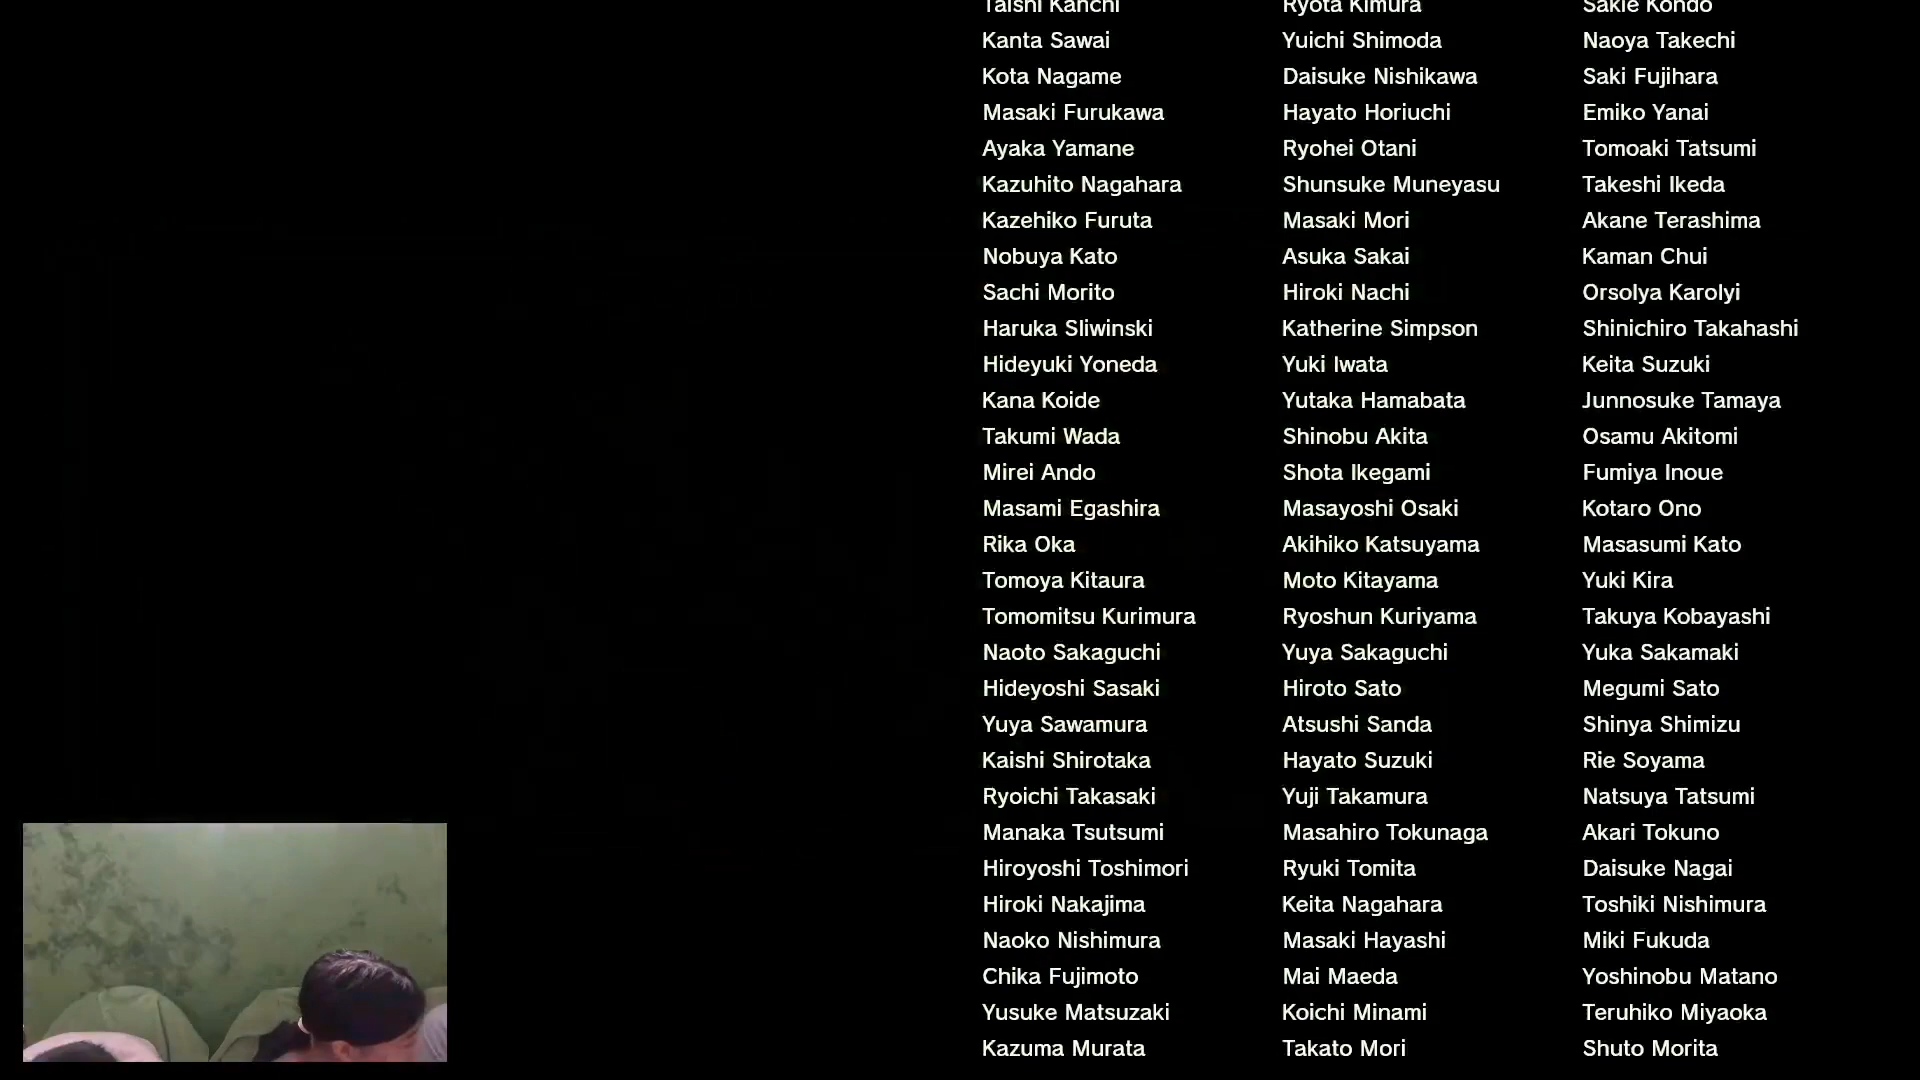 Taishi Kanchi Ryota Kimura Sakie Kondo
Kanta Sawai Yuichi Shimoda Naoya Takechi
Kota Nagame Daisuke Nishikawa Saki Fujihara
Masaki Furukawa Hayato Horiuchi Emiko Yanai
Ayaka Yamane Ryohei Otani Tomoaki Tatsumi
Kazuhito Nagahara Shunsuke Muneyasu Takeshi Ikeda
Kazehiko Furuta Masaki Mori Akane Terashima
Nobuya Kato Asuka Sakai Kaman Chui
Sachi Morito Hiroki Nachi Orsolya Karolyi
Haruka Sliwinski Katherine Simpson Shinichiro Takahashi
Hideyuki Yoneda Yuki Iwata Keita Suzuki
Kana Koide Yutaka Hamabata Junnosuke Tamaya
Takumi Wada Shinobu Akita Osamu Akitomi
Mirei Ando Shota Ikegami Fumiya Inoue
Masami Egashira Masayoshi Osaki Kotaro Ono
Rika Oka Akihiko Katsuyama Masasumi Kato
Tomoya Kitaura Moto Kitayama Yuki Kira
Tomomitsu Kurimura Ryoshun Kuriyama Takuya Kobayashi
Naoto Sakaguchi Yuya Sakaguchi Yuka Sakamaki
Hideyoshi Sasaki Hiroto Sato Megumi Sato
Yuya Sawamura Atsushi Sanda Shinya Shimizu
Kaishi Shirotaka Hayato Suzuki Rie Soyama
Ryoichi Takasaki Yuji Takamura Natsuya Tatsumi
Manaka Tsutsumi Masahiro Tokunaga Akari Tokuno
Hiroyoshi Toshimori Ryuki Tomita Daisuke Nagai
Hiroki Nakajima Keita Nagahara Toshiki Nishimura
Naoko Nishimura Masaki Hayashi Miki Fukuda
Chika Fujimoto Mai Maeda Yoshinobu Matano
Yusuke Matsuzaki Koichi Minami Teruhiko Miyaoka
Kazuma Murata Takato Mori Shuto Morita